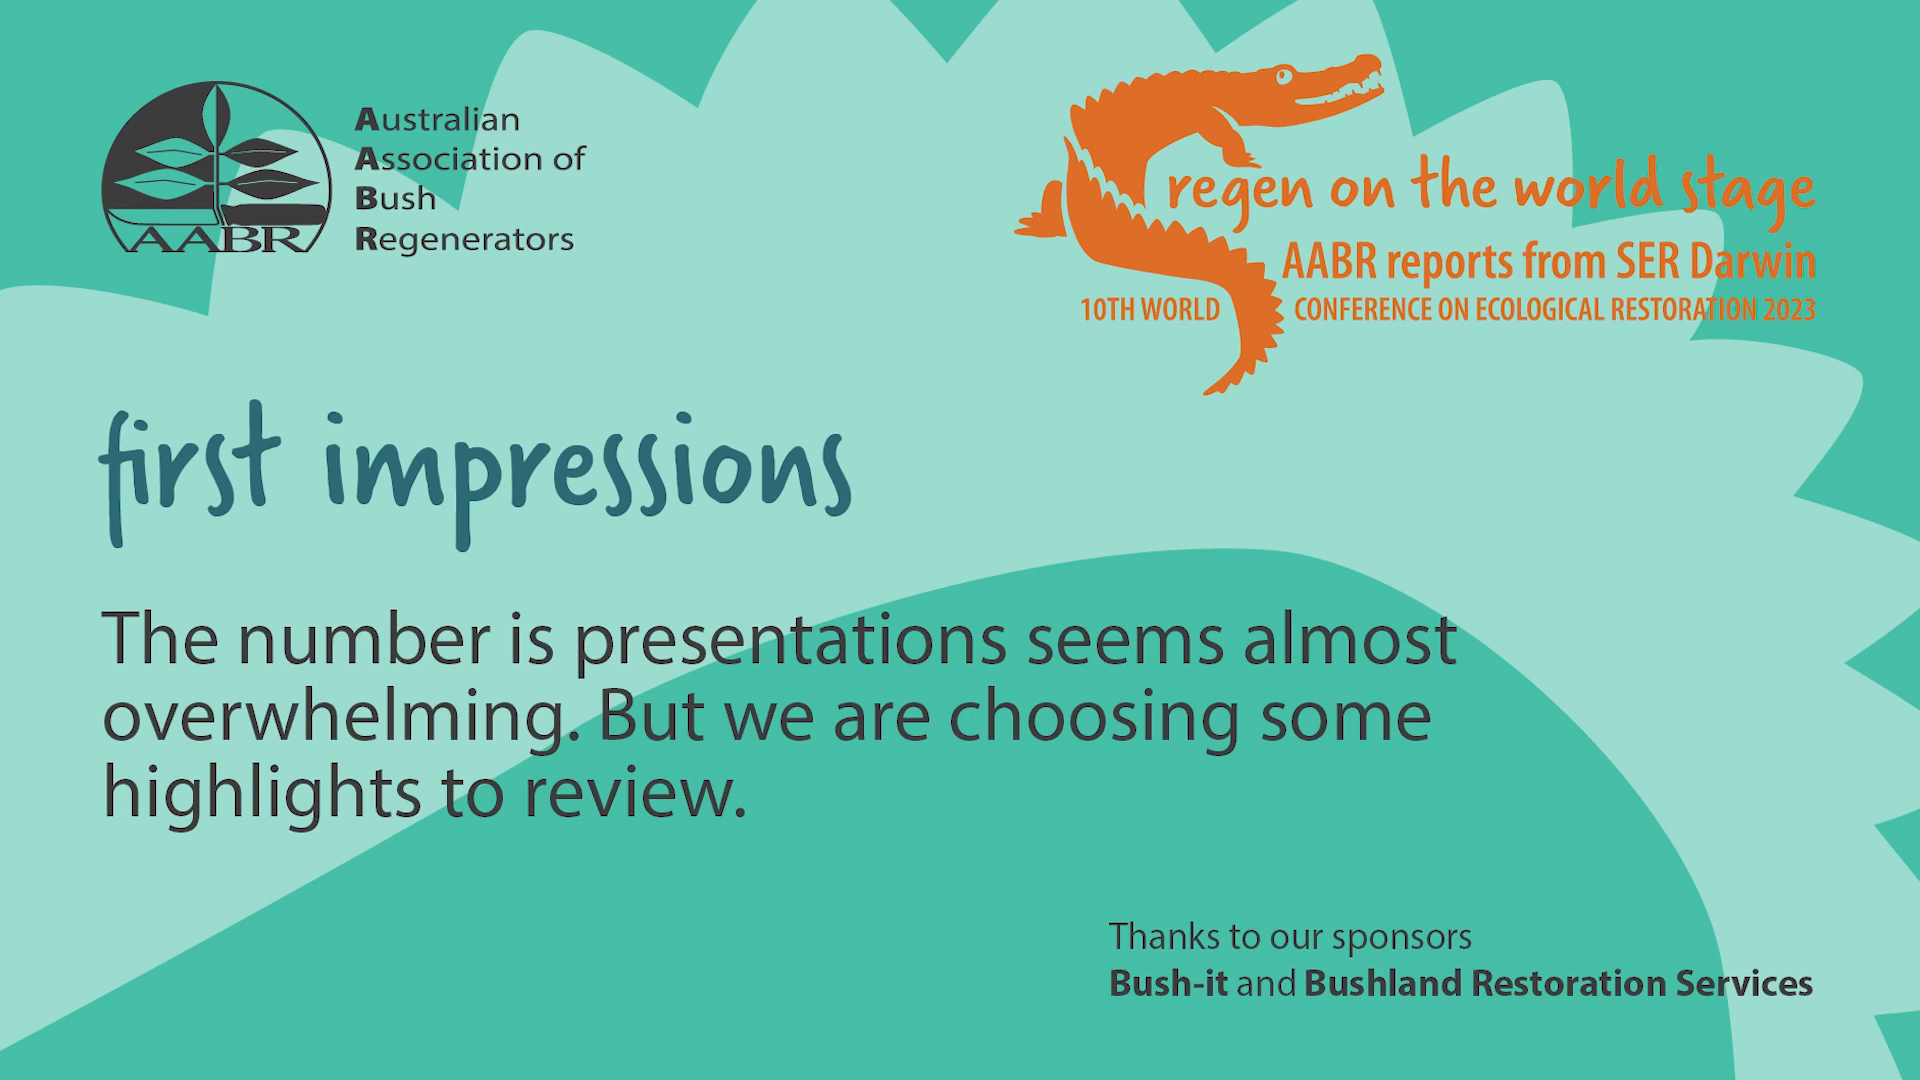 Australian
Association of
Bush
Regenerators
AABR
regen on the world stage
AABR reports from SER Darwin
10TH WORLD CONFERENCE ON ECOLOGICAL RESTORATION 2023
first impressions
The number is presentations seems almost
overwhelming. But we are choosing some
highlights to review.
Thanks to our sponsors
Bush-it and Bushland Restoration Services